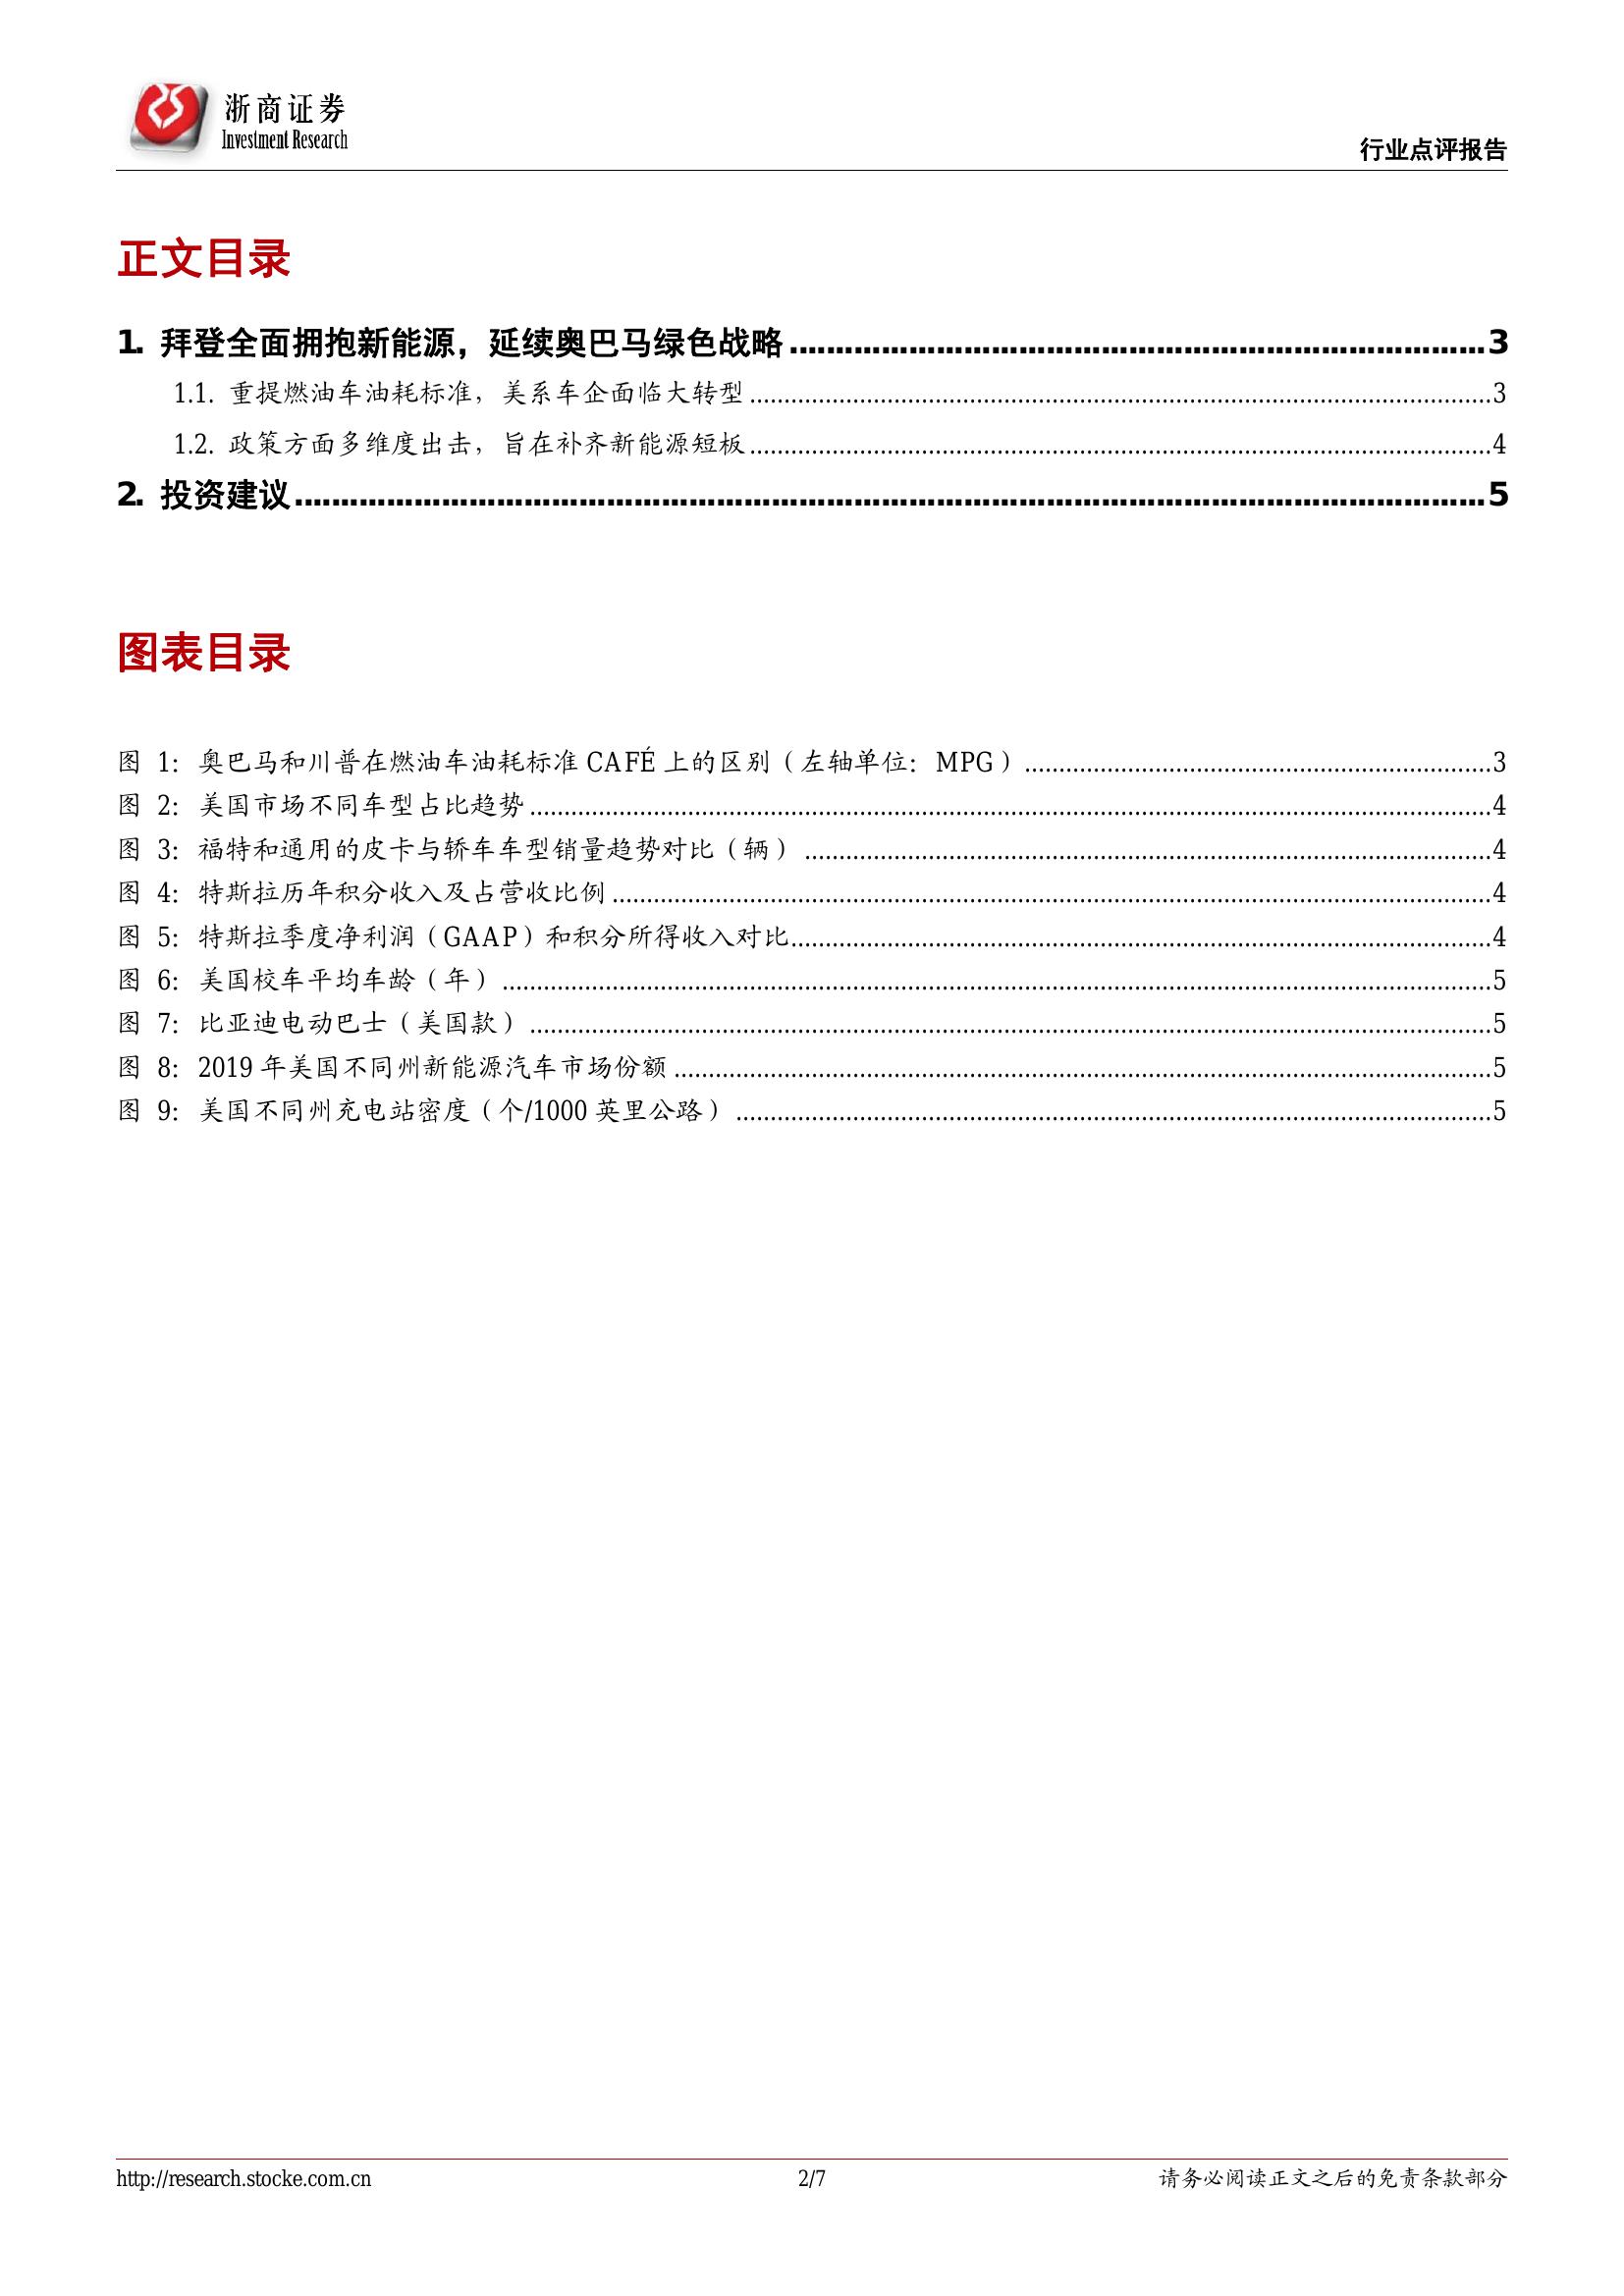 浙商证券
Investment Research
行业点评报告
正文目录
1. 拜登全面拥抱新能源，延续奥巴马绿色战略........................................3
1.1. 重提燃油车油耗标准，美系车企面临大转型........................................3
1.2. 政策方面多维度出击，旨在补齐新能源短板........................................4
2. 投资建议........................................5
图表目录
图 1：奥巴马和川普在燃油车油耗标准 CAFÉ 上的区别（左轴单位：MPG）........................................3
图 2：美国市场不同车型占比趋势........................................4
图 3：福特和通用的皮卡与轿车车型销量趋势对比（辆）........................................4
图 4：特斯拉历年积分收入及占营收比例........................................4
图 5：特斯拉季度净利润（GAAP）和积分所得收入对比........................................4
图 6：美国校车平均车龄（年）........................................5
图 7：比亚迪电动巴士（美国款）........................................5
图 8：2019 年美国不同州新能源汽车市场份额........................................5
图 9：美国不同州充电站密度（个/1000 英里公路）........................................5
http://research.stocke.com.cn 2/7 请务必阅读正文之后的免责条款部分